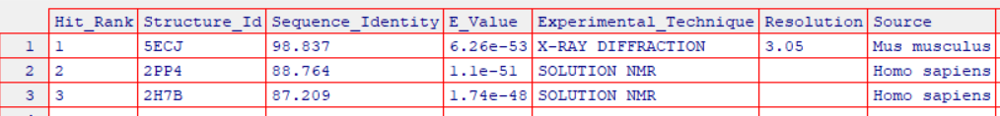 Hit_Rank Structure_Id Sequence_Identity E_Value Experimental_Technique Resolution Source
1 1 5ECJ 98.837 6.26e-53 X-RAY DIFFRACTION 3.05 Mus musculus
2 2 2PP4 88.764 1.1e-51 SOLUTION NMR Homo sapiens
3 3 2H7B 87.209 1.74e-48 SOLUTION NMR Homo sapiens